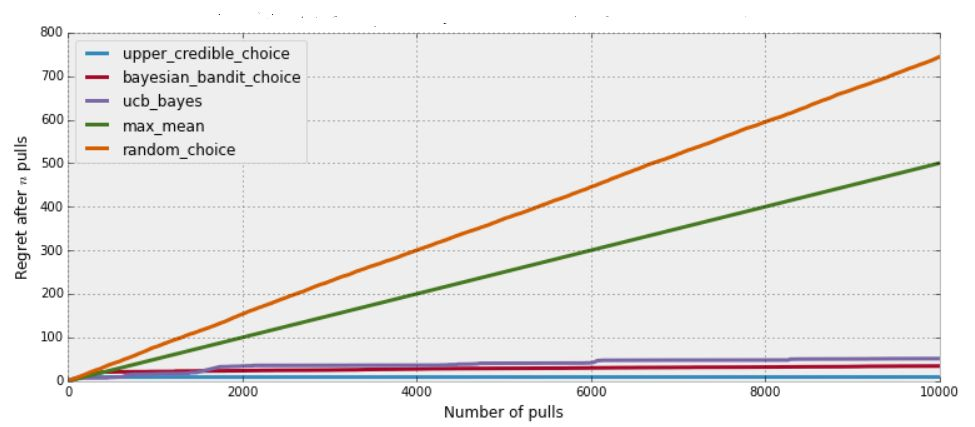 800
700
600
500
400
300
200
100
0
Regret after n pulls
upper_credible_choice
bayesian_bandit_choice
ucb_bayes
max_mean
random_choice
0 2000 4000 6000 8000 10000
Number of pulls